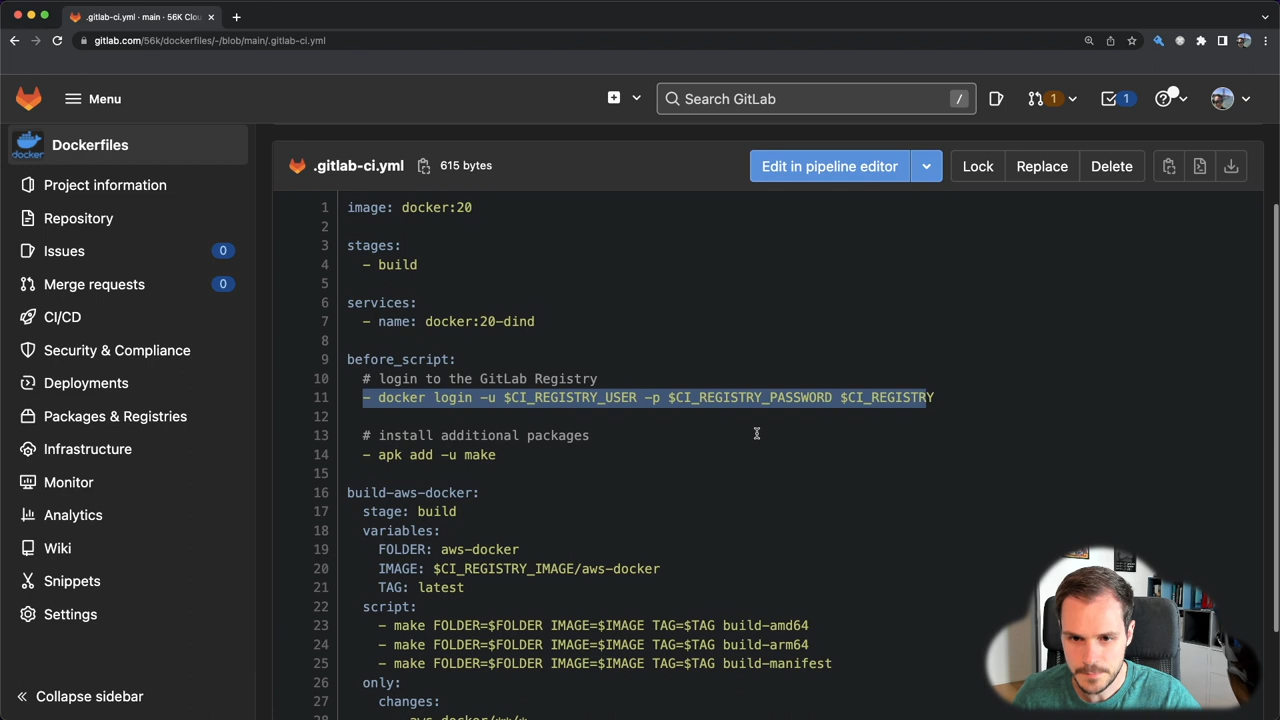 .gitlab-ci.yml · main · 56K Clou
gitlab.com/56k/dockerfiles/-/blob/main/.gitlab-ci.yml
Menu
Search GitLab
/
1
1
docker
Dockerfiles
Project information
Repository
Issues 0
Merge requests 0
CI/CD
Security & Compliance
Deployments
Packages & Registries
Infrastructure
Monitor
Analytics
Wiki
Snippets
Settings
Collapse sidebar
.gitlab-ci.yml 615 bytes
Edit in pipeline editor
Lock
Replace
Delete
1 image: docker:20
2
3 stages:
4 - build
5
6 services:
7 - name: docker:20-dind
8
9 before_script:
10 # login to the GitLab Registry
11 - docker login -u $CI_REGISTRY_USER -p $CI_REGISTRY_PASSWORD $CI_REGISTRY
12
13 # install additional packages
14 - apk add -u make
15
16 build-aws-docker:
17 stage: build
18 variables:
19 FOLDER: aws-docker
20 IMAGE: $CI_REGISTRY_IMAGE/aws-docker
21 TAG: latest
22 script:
23 - make FOLDER=$FOLDER IMAGE=$IMAGE TAG=$TAG build-amd64
24 - make FOLDER=$FOLDER IMAGE=$IMAGE TAG=$TAG build-arm64
25 - make FOLDER=$FOLDER IMAGE=$IMAGE TAG=$TAG build-manifest
26 only:
27 changes:
28 - aws-docker/**/*